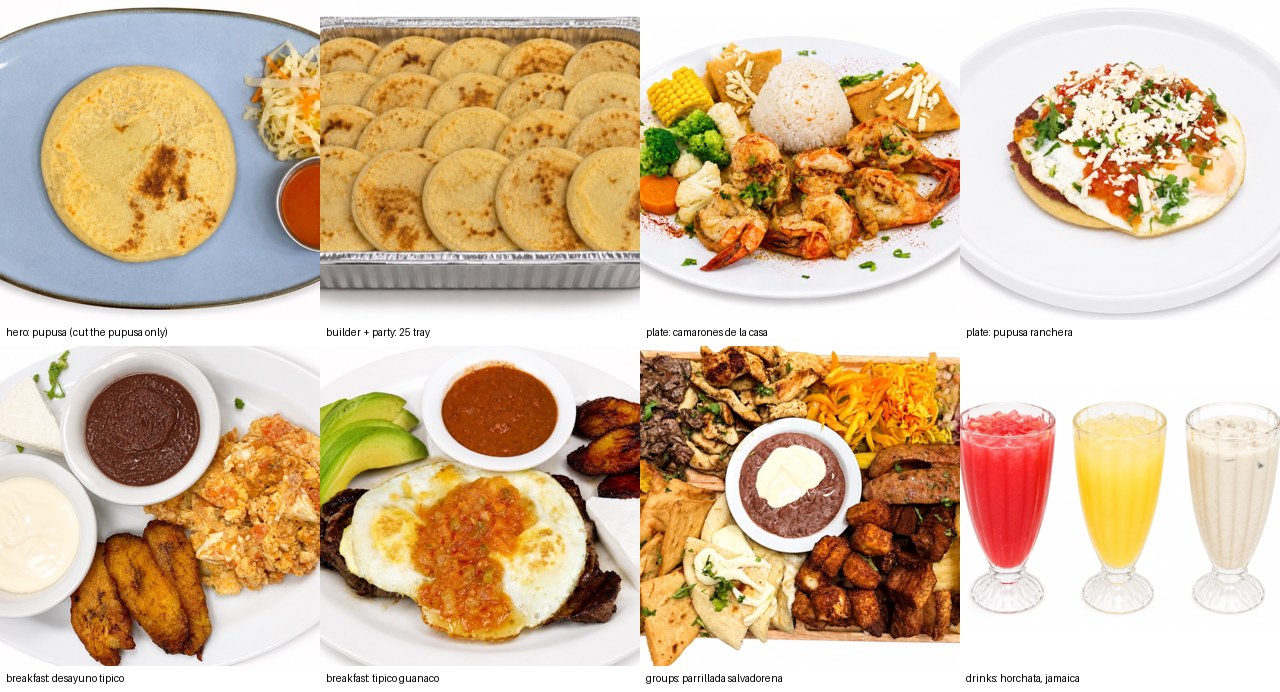 hero: pupusa (cut the pupusa only)
builder + party: 25 tray
plate: camarones de la casa
plate: pupusa ranchera
breakfast: desayuno tipico
breakfast: tipico guanaco
groups: parrillada salvadorena
drinks: horchata, jamaica